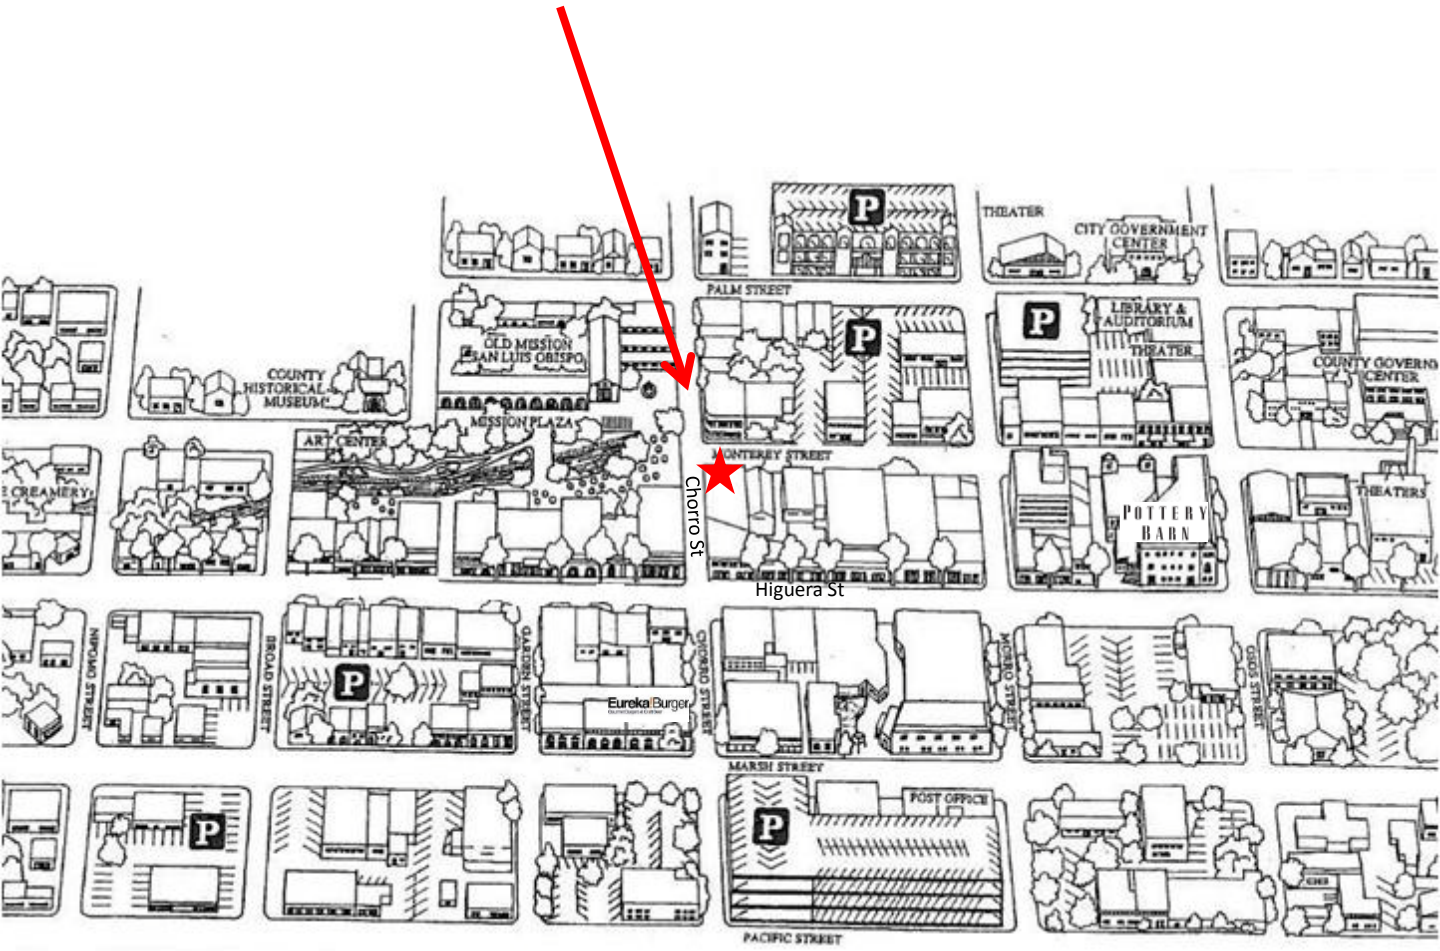 P
THEATER
CITY GOVERNMENT
CENTER
PALM STREET
OLD MISSION
SAN LUIS OBISPO
P
P
LIBRARY &
AUDITORIUM
THEATER
COUNTY
HISTORICAL
MUSEUM
COUNTY GOVERN
CENTER
MISSION PLAZA
ART CENTER
MONTEREY STREET
E CREAMERY
Chorro St
THEATERS
POTTERY
BARN
Higuera St
NIPOMO STREET
BROAD STREET
GARDEN STREET
CHORRO STREET
MORRO STREET
OSOS STREET
P
Eureka!Burger
MARSH STREET
P
P
POST OFFICE
PACIFIC STREET